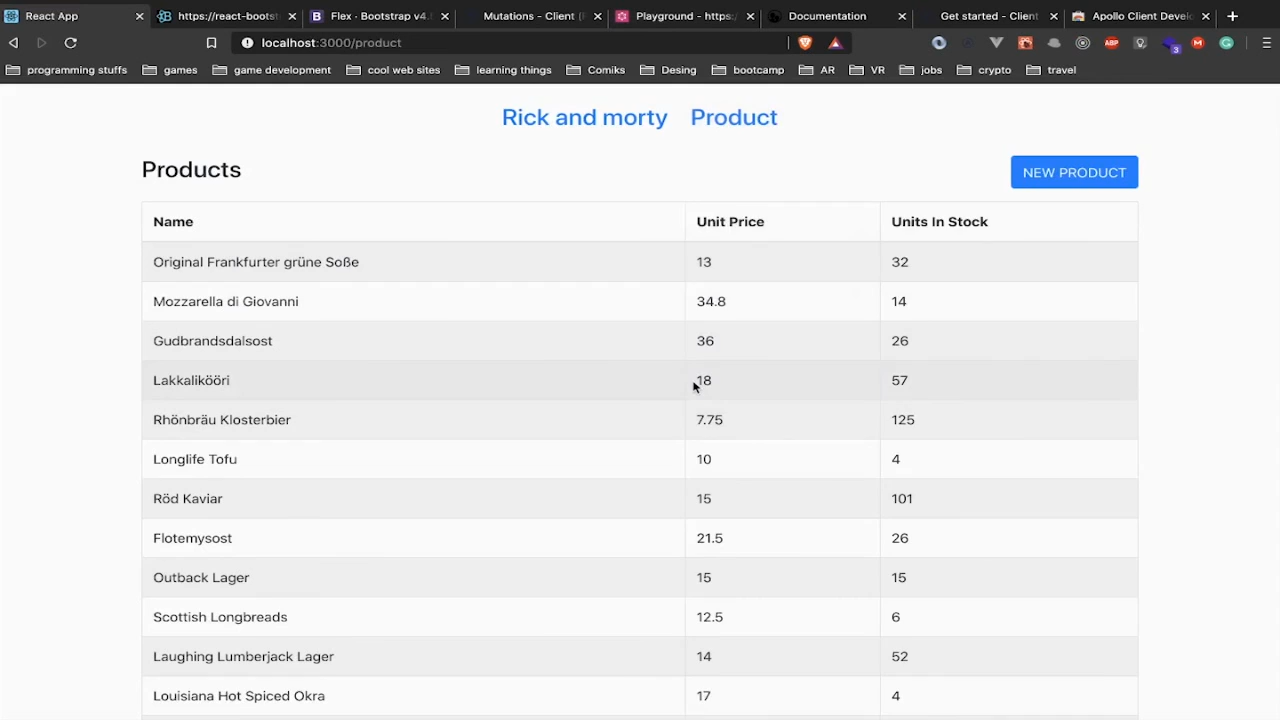 React App https://react-boots Flex · Bootstrap v4. Mutations - Client ( Playground - https:/ Documentation Get started - Client Apollo Client Devel
localhost:3000/product ABP 3
programming stuffs games game development cool web sites learning things Comiks Desing bootcamp AR VR jobs crypto travel
Rick and morty Product
Products NEW PRODUCT
Name Unit Price Units In Stock
Original Frankfurter grüne Soße 13 32
Mozzarella di Giovanni 34.8 14
Gudbrandsdalsost 36 26
Lakkalikööri 18 57
Rhönbräu Klosterbier 7.75 125
Longlife Tofu 10 4
Röd Kaviar 15 101
Flotemysost 21.5 26
Outback Lager 15 15
Scottish Longbreads 12.5 6
Laughing Lumberjack Lager 14 52
Louisiana Hot Spiced Okra 17 4